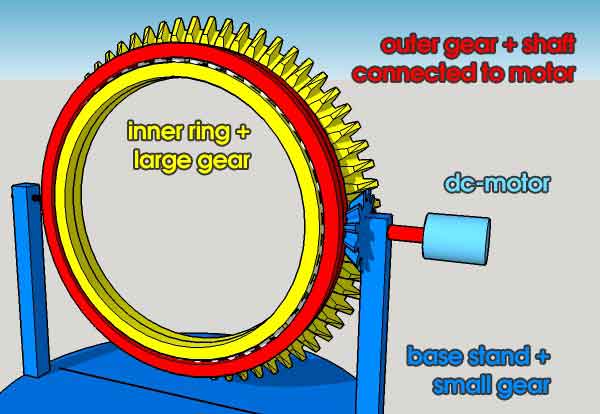 outer gear + shaft
connected to motor
inner ring +
large gear
dc-motor
base stand +
small gear